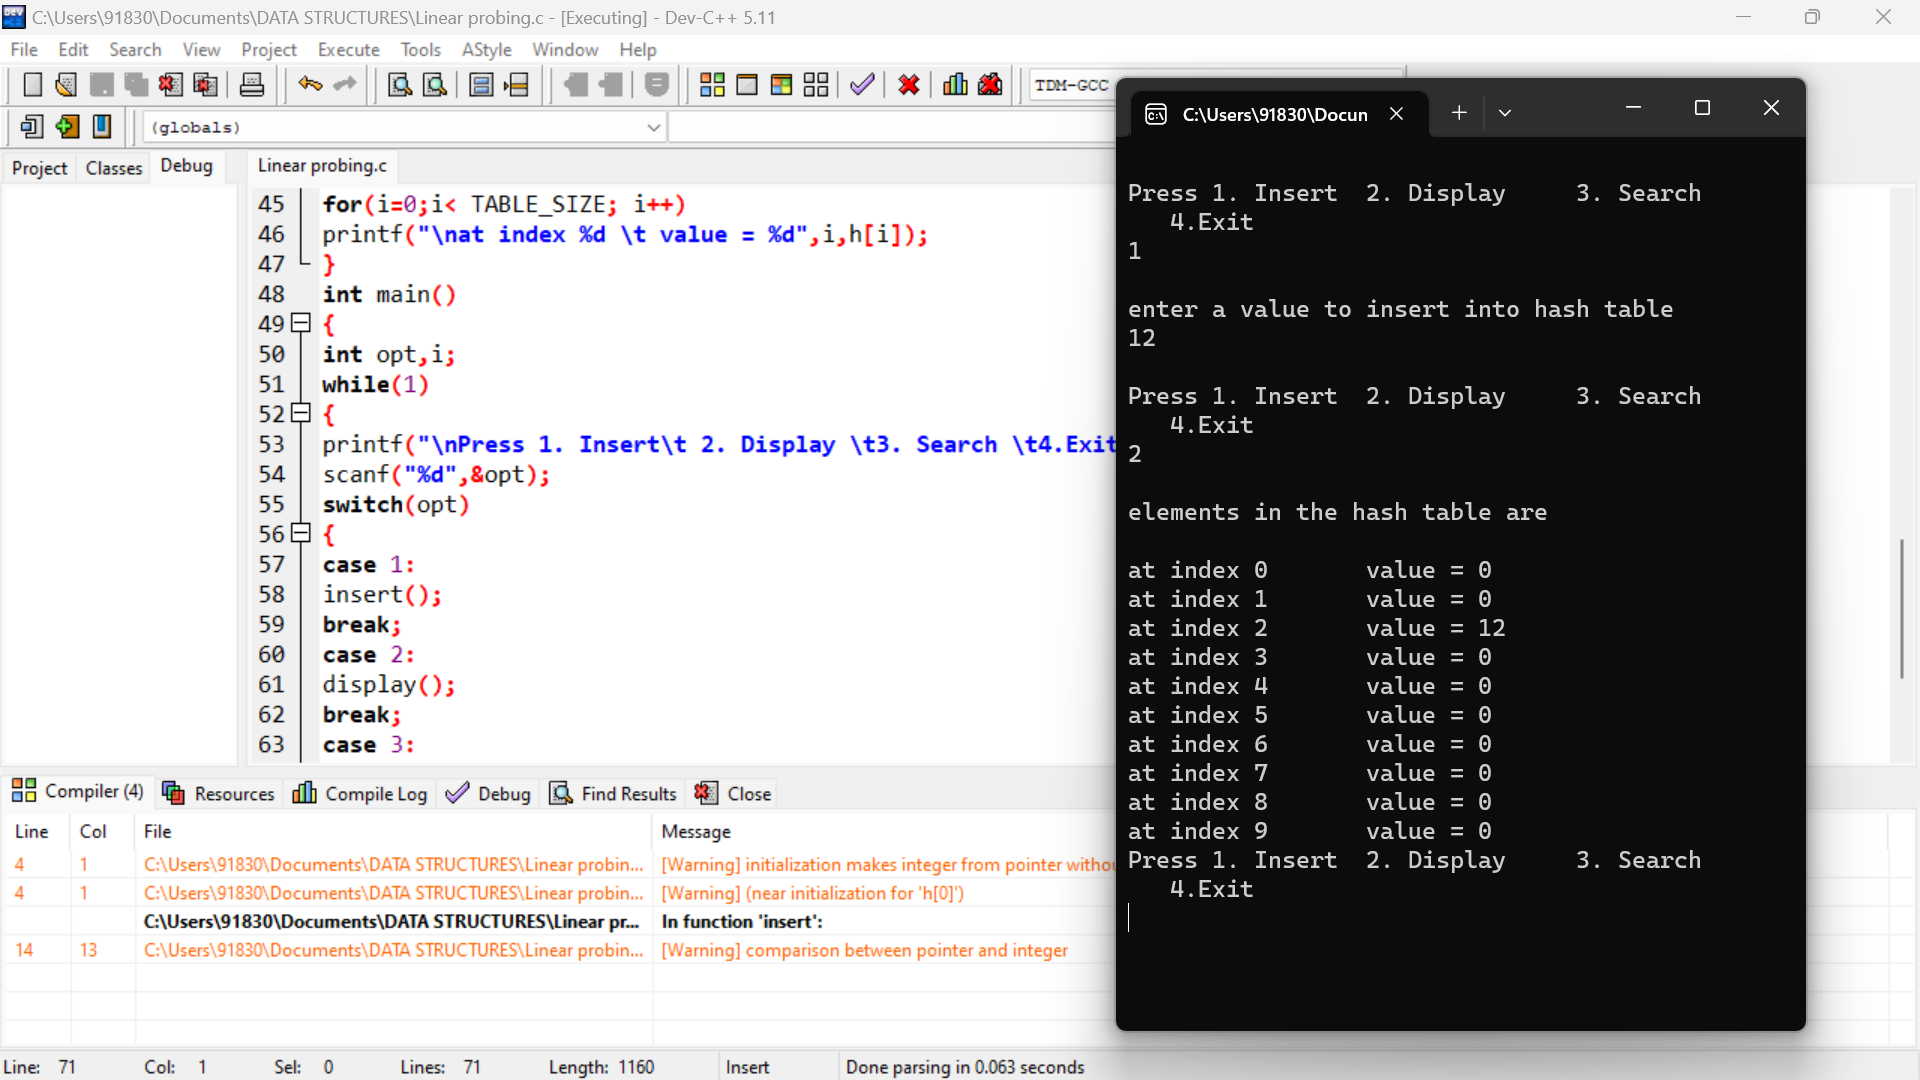 C:\Users\91830\Documents\DATA STRUCTURES\Linear probing.c - [Executing] - Dev-C++ 5.11
File Edit Search View Project Execute Tools AStyle Window Help
TDM-GCC
(globals)
Project Classes Debug
Linear probing.c
45 for(i=0;i< TABLE_SIZE; i++)
46 printf("\nat index %d \t value = %d",i,h[i]);
47 }
48 int main()
49 {
50 int opt,i;
51 while(1)
52 {
53 printf("\nPress 1. Insert\t 2. Display \t3. Search \t4.Exit
54 scanf("%d",&opt);
55 switch(opt)
56 {
57 case 1:
58 insert();
59 break;
60 case 2:
61 display();
62 break;
63 case 3:
Compiler (4) Resources Compile Log Debug Find Results Close
Line Col File Message
4 1 C:\Users\91830\Documents\DATA STRUCTURES\Linear probin... [Warning] initialization makes integer from pointer witho
4 1 C:\Users\91830\Documents\DATA STRUCTURES\Linear probin... [Warning] (near initialization for 'h[0]')
C:\Users\91830\Documents\DATA STRUCTURES\Linear pr... In function 'insert':
14 13 C:\Users\91830\Documents\DATA STRUCTURES\Linear probin... [Warning] comparison between pointer and integer
Line: 71 Col: 1 Sel: 0 Lines: 71 Length: 1160 Insert Done parsing in 0.063 seconds
C:\Users\91830\Docun
Press 1. Insert 2. Display 3. Search
4.Exit
1
enter a value to insert into hash table
12
Press 1. Insert 2. Display 3. Search
4.Exit
2
elements in the hash table are
at index 0 value = 0
at index 1 value = 0
at index 2 value = 12
at index 3 value = 0
at index 4 value = 0
at index 5 value = 0
at index 6 value = 0
at index 7 value = 0
at index 8 value = 0
at index 9 value = 0
Press 1. Insert 2. Display 3. Search
4.Exit